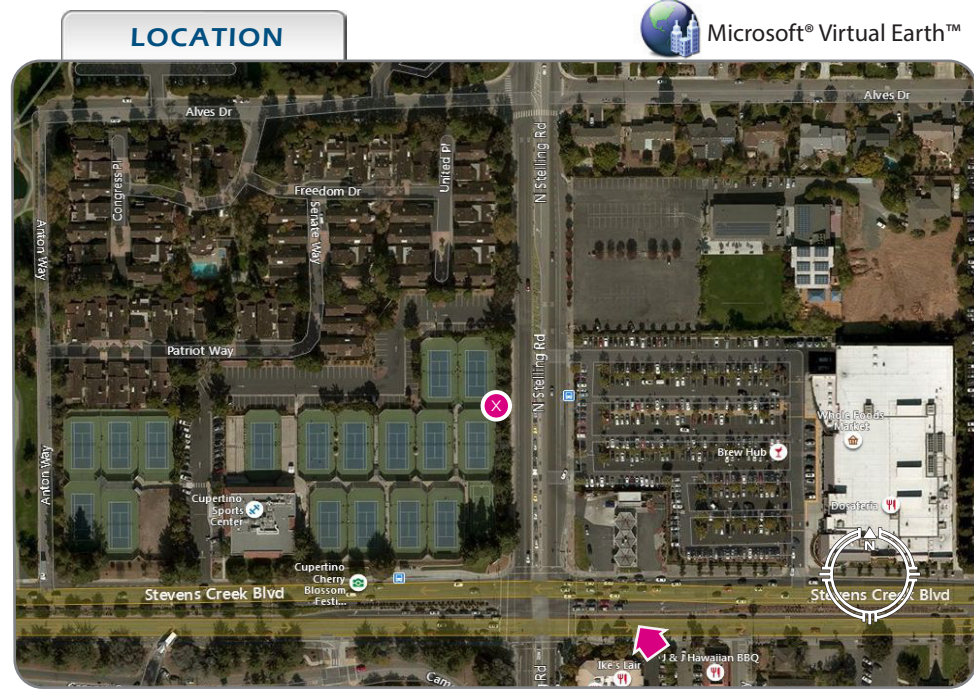 LOCATION
Microsoft® Virtual Earth™
Alves Dr
Alves Dr
N Stelling Rd
United Pl
Congress Pl
Freedom Dr
Senate Way
Anton Way
N Stelling Rd
Patriot Way
X
Whole Foods
Market
Brew Hub
Anton Way
Cupertino
Sports
Center
Dosateria
N
Cupertino
Cherry
Blossom
Festi...
Stevens Creek Blvd
Stevens Creek Blvd
Ike's Lair
J & J Hawaiian BBQ
Rd